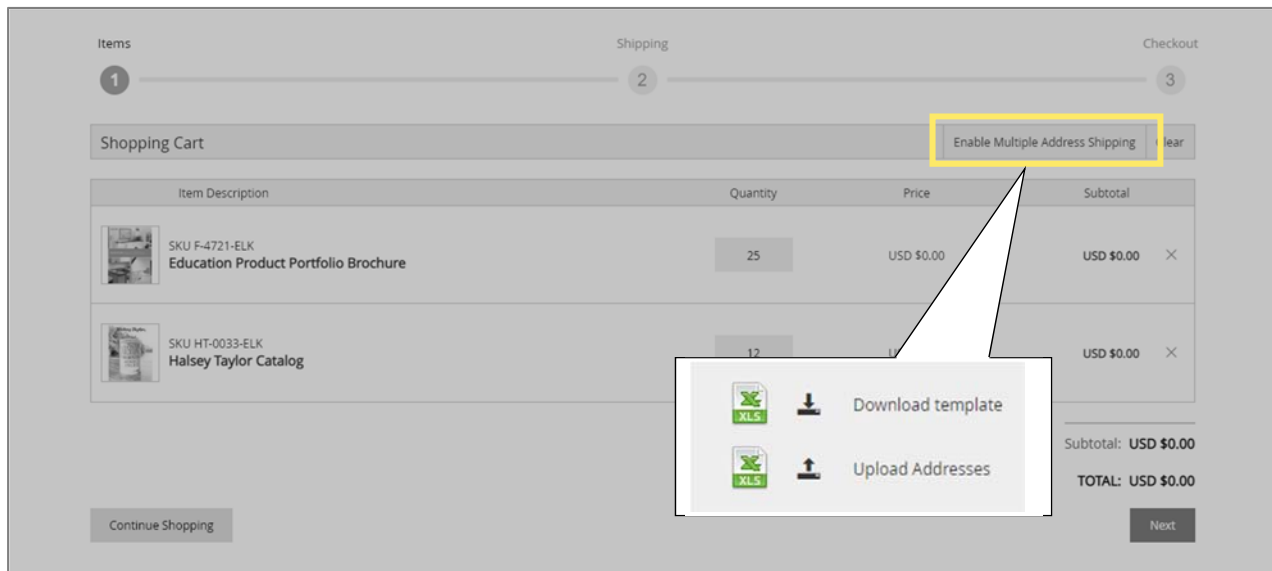 Items Shipping Checkout
1 2 3
Shopping Cart Enable Multiple Address Shipping lear
Item Description Quantity Price Subtotal
SKU F-4721-ELK
Education Product Portfolio Brochure 25 USD $0.00 USD $0.00 ×
SKU HT-0033-ELK
Halsey Taylor Catalog 12 USD $0.00 ×
XLS Download template
XLS Upload Addresses
Subtotal: USD $0.00
TOTAL: USD $0.00
Continue Shopping Next